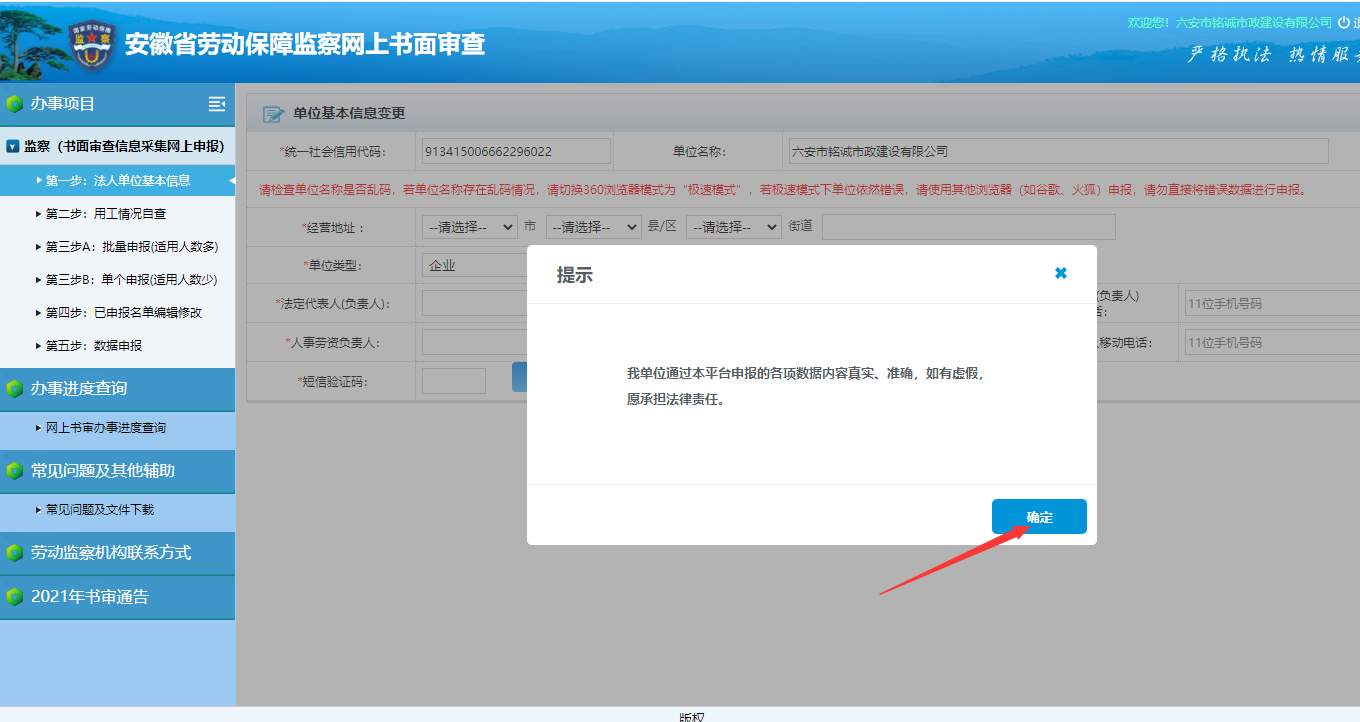 欢迎您！六安市铭诚市政建设有限公司
安徽省劳动保障监察网上书面审查
严格执法 热情服
办事项目
监察（书面审查信息采集网上申报）
第一步：法人单位基本信息
第二步：用工情况自查
第三步A：批量申报(适用人数多)
第三步B：单个申报(适用人数少)
第四步：已申报名单编辑修改
第五步：数据申报
办事进度查询
网上书审办事进度查询
常见问题及其他辅助
常见问题及文件下载
劳动监察机构联系方式
2021年书审通告
单位基本信息变更
*统一社会信用代码： 913415006662296022 单位名称： 六安市铭诚市政建设有限公司
请检查单位名称是否乱码，若单位名称存在乱码情况，请切换360浏览器模式为“极速模式”，若极速模式下单位依然错误，请使用其他浏览器（如谷歌、火狐）申报，请勿直接将错误数据进行申报。
*经营地址： --请选择-- 市 --请选择-- 县/区 --请选择-- 街道
*单位类型： 企业
*法定代表人(负责人)： 负责人) 11位手机号码
*人事劳资负责人： 移动电话： 11位手机号码
*短信验证码：
提示
我单位通过本平台申报的各项数据内容真实、准确，如有虚假，
愿承担法律责任。
确定
版权